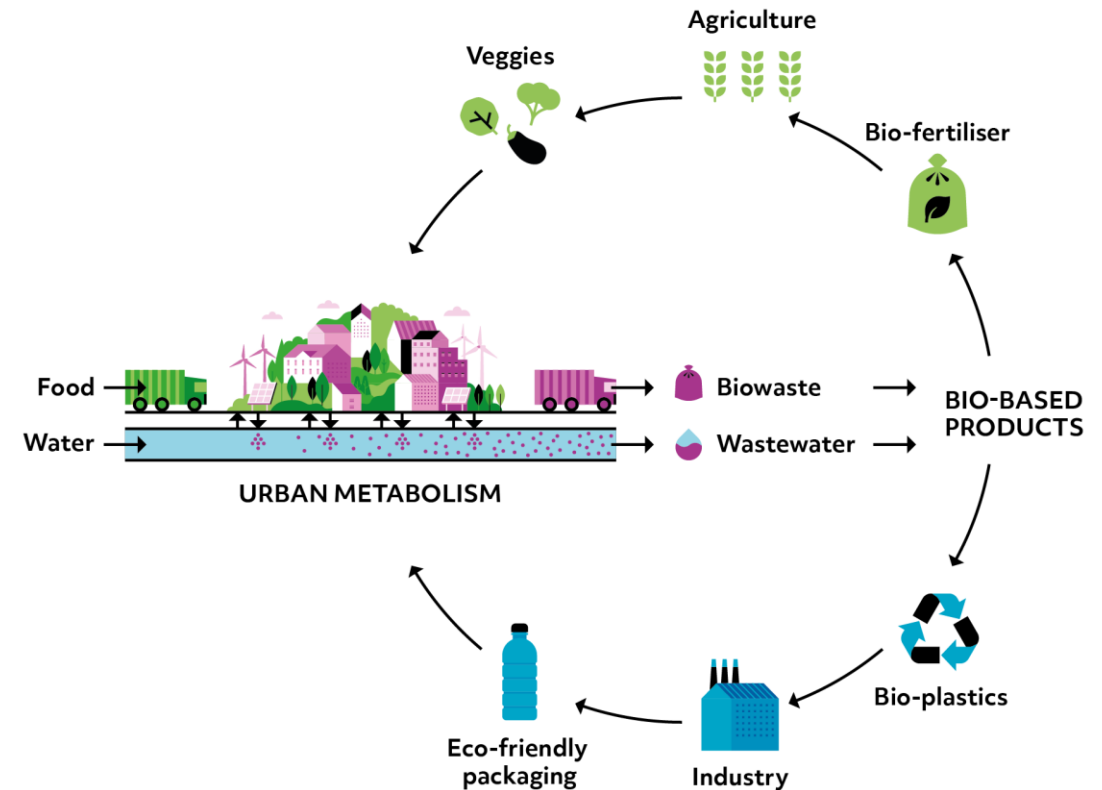 Agriculture
Veggies
Bio-fertiliser
Food
Biowaste
BIO-BASED
PRODUCTS
Water
Wastewater
URBAN METABOLISM
Bio-plastics
Eco-friendly
packaging
Industry